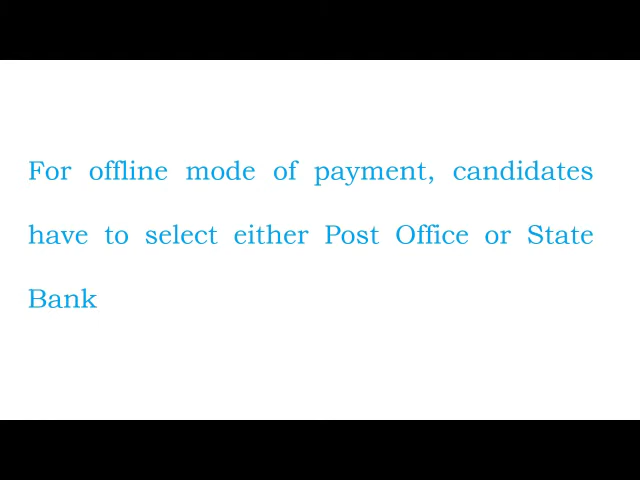 For offline mode of payment, candidates
have to select either Post Office or State
Bank